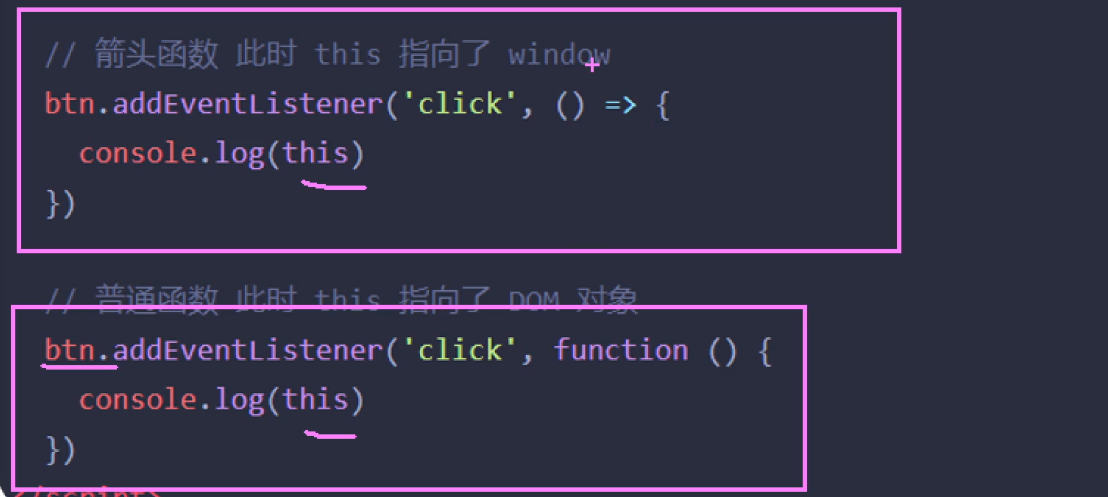 // 箭头函数 此时 this 指向了 window
btn.addEventListener('click', () => {
  console.log(this)
})
// 普通函数 此时 this 指向了 DOM 对象
btn.addEventListener('click', function () {
  console.log(this)
})
</script>